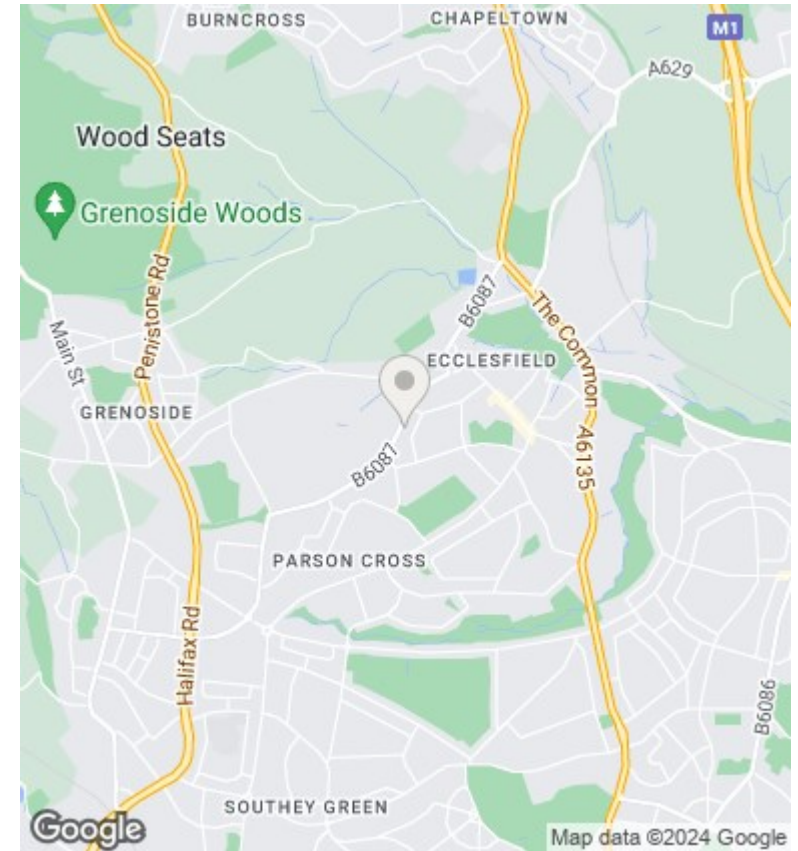 BURNCROSS
CHAPELTOWN
M1
A629
Wood Seats
Grenoside Woods
Penistone Rd
Main St
B6087
The Common
ECCLESFIELD
GRENOSIDE
A6135
B6087
PARSON CROSS
Halifax Rd
B6086
SOUTHEY GREEN
Google
Map data ©2024 Google